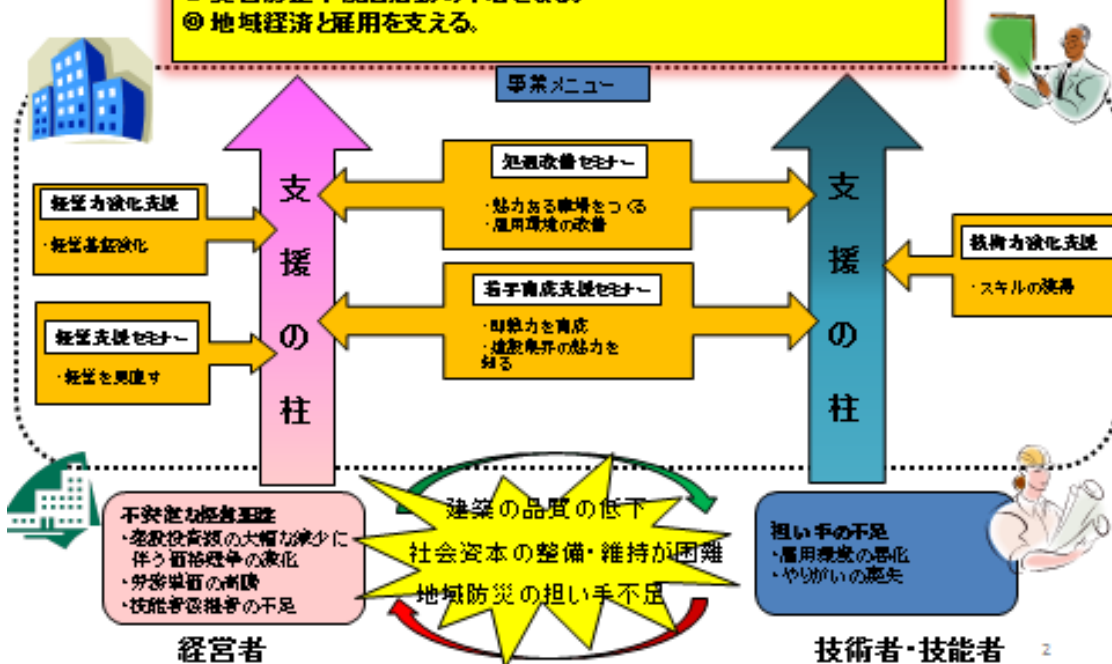 ◎ 地域経済と雇用を支える。
事業メニュー
支援の柱
支援の柱
処遇改善セミナー
・魅力ある職場をつくる
・雇用環境の改善
経営力強化支援
・経営基盤強化
技術力強化支援
・スキルの獲得
若手育成支援セミナー
・即戦力を育成
・建設業界の魅力を
知る
経営支援セミナー
・経営を見直す
不安定な経営環境
・建設投資額の大幅な減少に
伴う価格競争の激化
・労務単価の高騰
・技能者後継者の不足
建築の品質の低下
社会資本の整備・維持が困難
地域防災の担い手不足
担い手の不足
・雇用環境の悪化
・やりがいの喪失
経営者
技術者・技能者
2